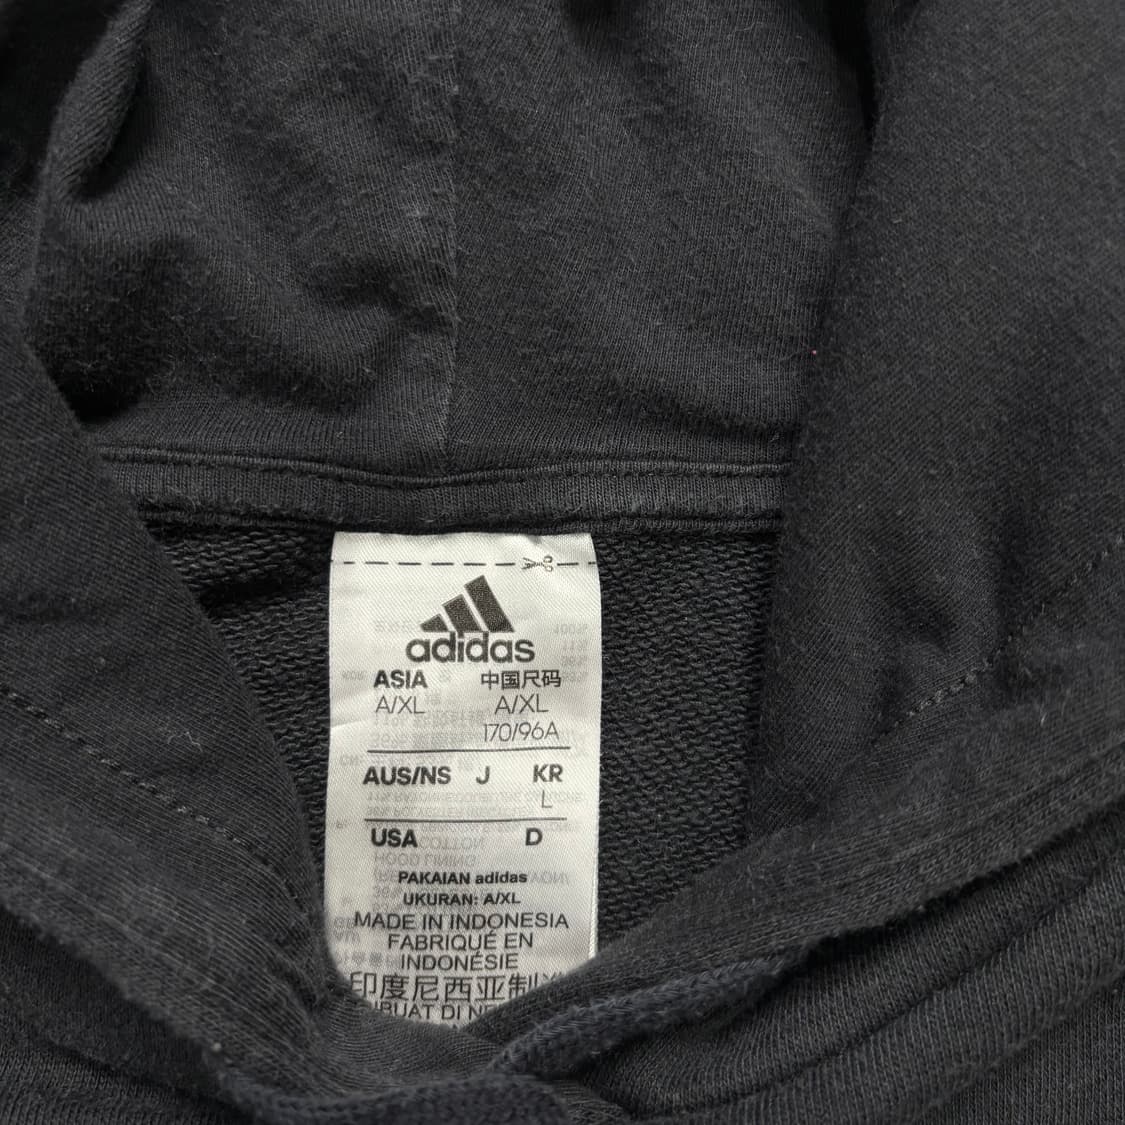 adidas
ASIA 中国尺码
A/XL A/XL
170/96A
AUS/NS J KR
L
USA D
PAKAIAN adidas
UKURAN: A/XL
MADE IN INDONESIA
FABRIQUÉ EN
INDONÉSIE
印度尼西亚制
DI